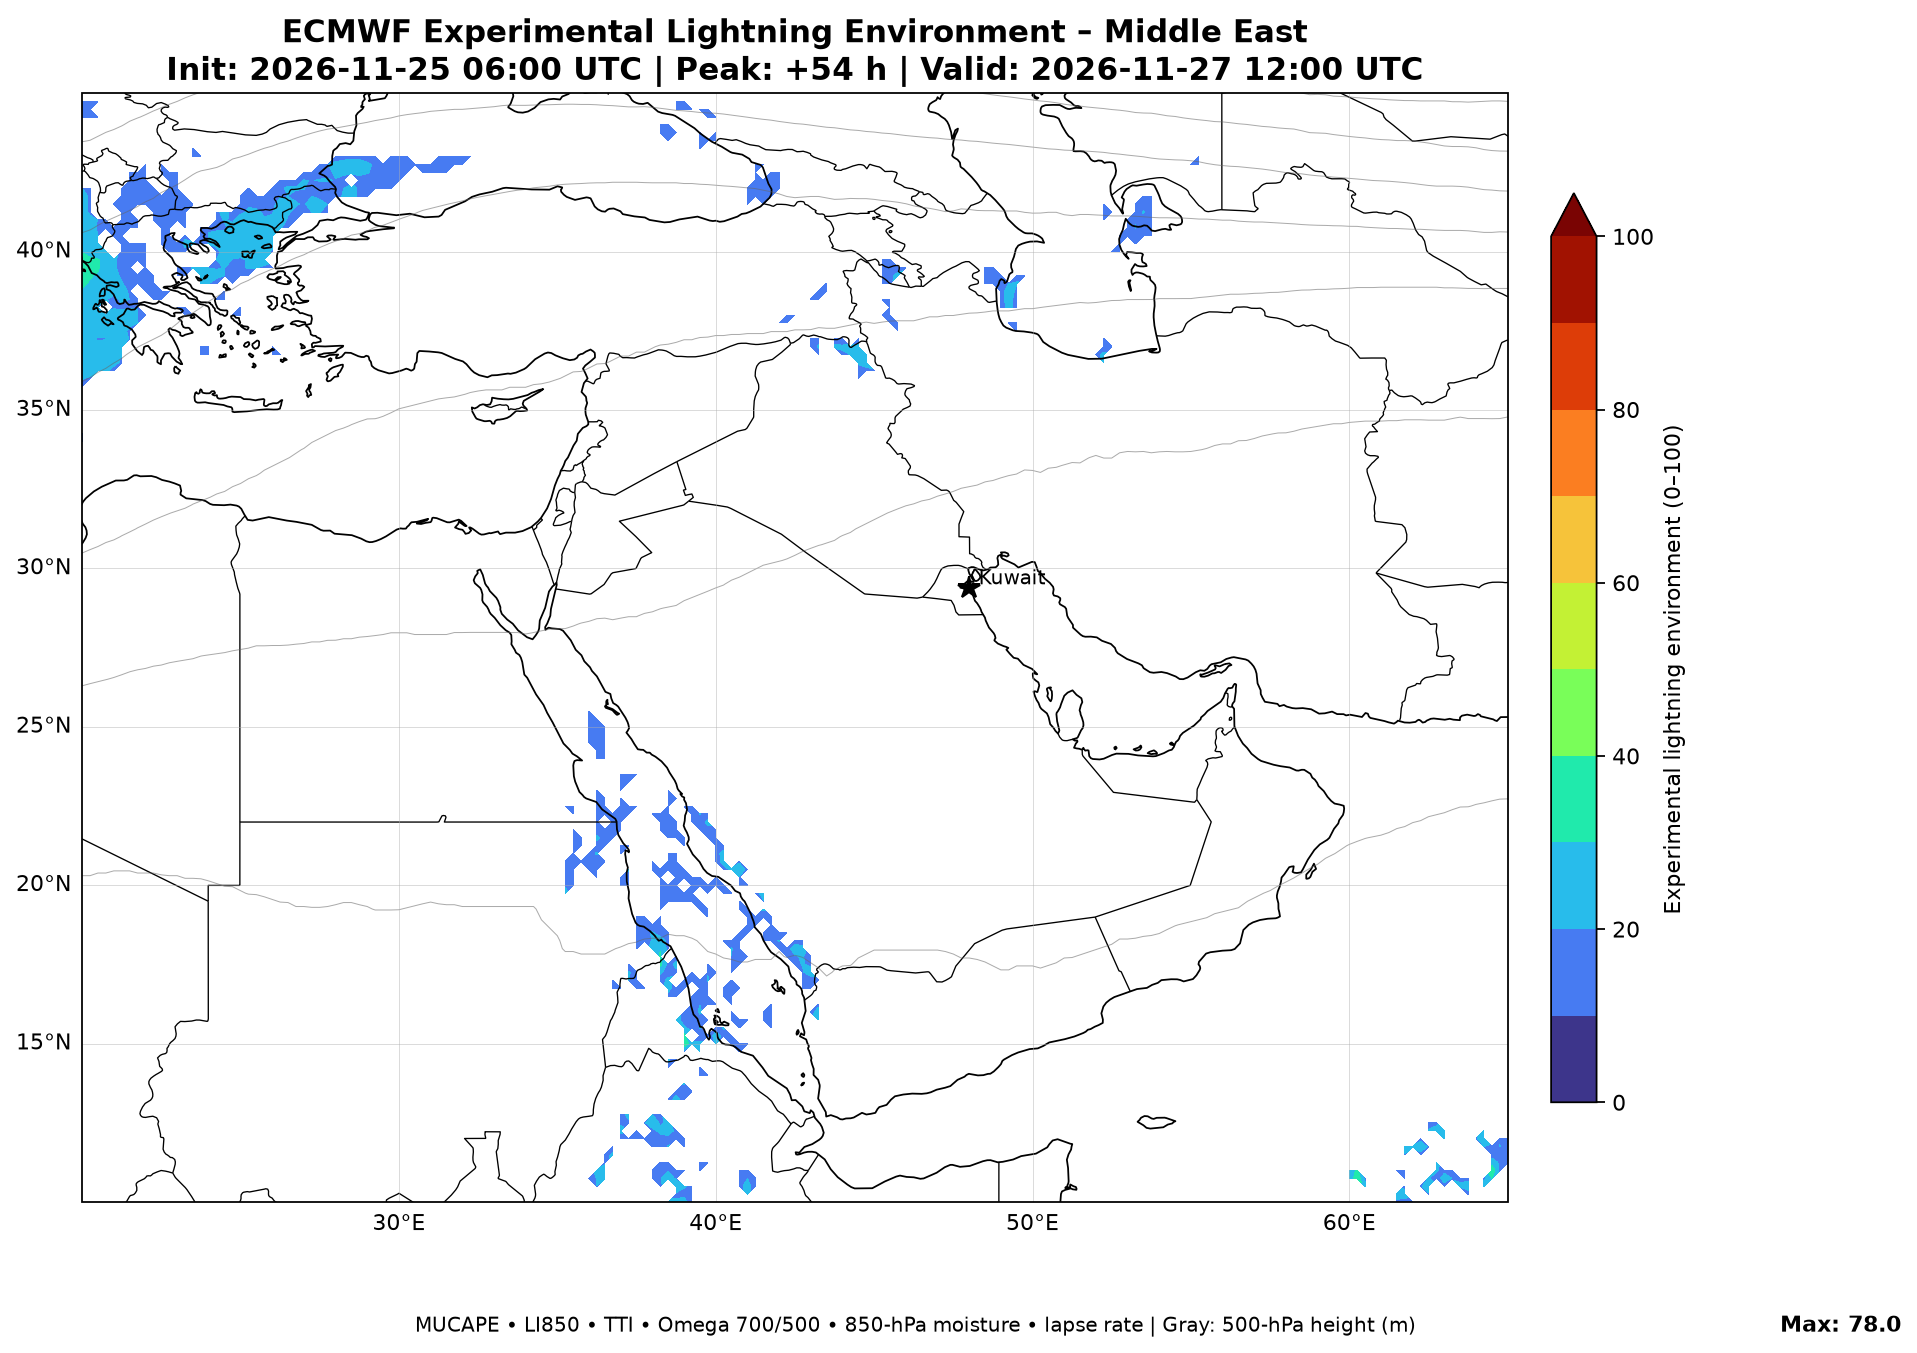 ECMWF Experimental Lightning Environment – Middle East
Init: 2026-11-25 06:00 UTC | Peak: +54 h | Valid: 2026-11-27 12:00 UTC
40°N
35°N
30°N
25°N
20°N
15°N
Kuwait
30°E
40°E
50°E
60°E
100
80
60
40
20
0
Experimental lightning environment (0–100)
MUCAPE • LI850 • TTI • Omega 700/500 • 850-hPa moisture • lapse rate | Gray: 500-hPa height (m)
Max: 78.0